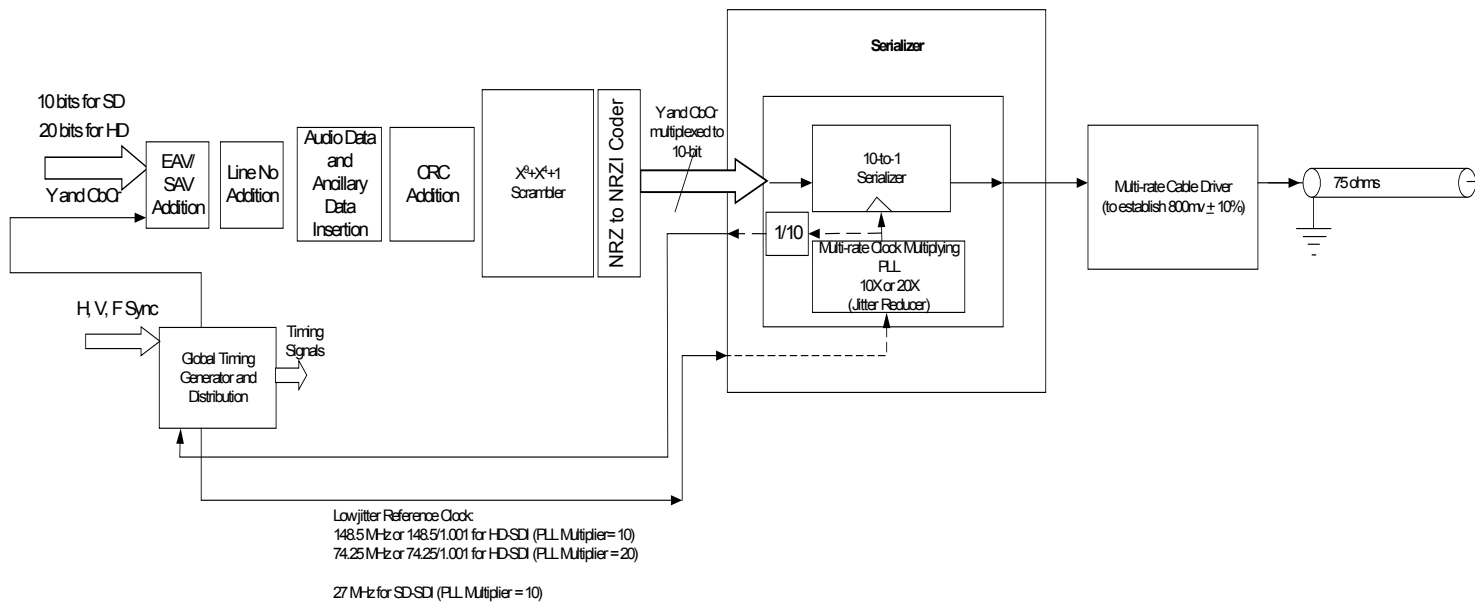 Serializer
10 bits for SD
20 bits for HD
Y and CbCr
EAV/
SAV
Addition
Line No
Addition
Audio Data
and
Ancillary
Data
Insertion
CRC
Addition
X⁹+X⁴+1
Scrambler
NRZ to NRZI Coder
Y and CbCr
multiplexed to
10-bit
10-to-1
Serializer
1/10
Multi-rate Clock Multiplying
PLL
10X or 20X
(Jitter Reducer)
Multi-rate Cable Driver
(to establish 800mv ± 10%)
75 ohms
H, V, F Sync
Global Timing
Generator and
Distribution
Timing
Signals
Low jitter Reference Clock:
148.5 MHz or 148.5/1.001 for HD-SDI (PLL Multiplier= 10)
74.25 MHz or 74.25/1.001 for HD-SDI (PLL Multiplier = 20)
27 MHz for SD-SDI (PLL Multiplier = 10)